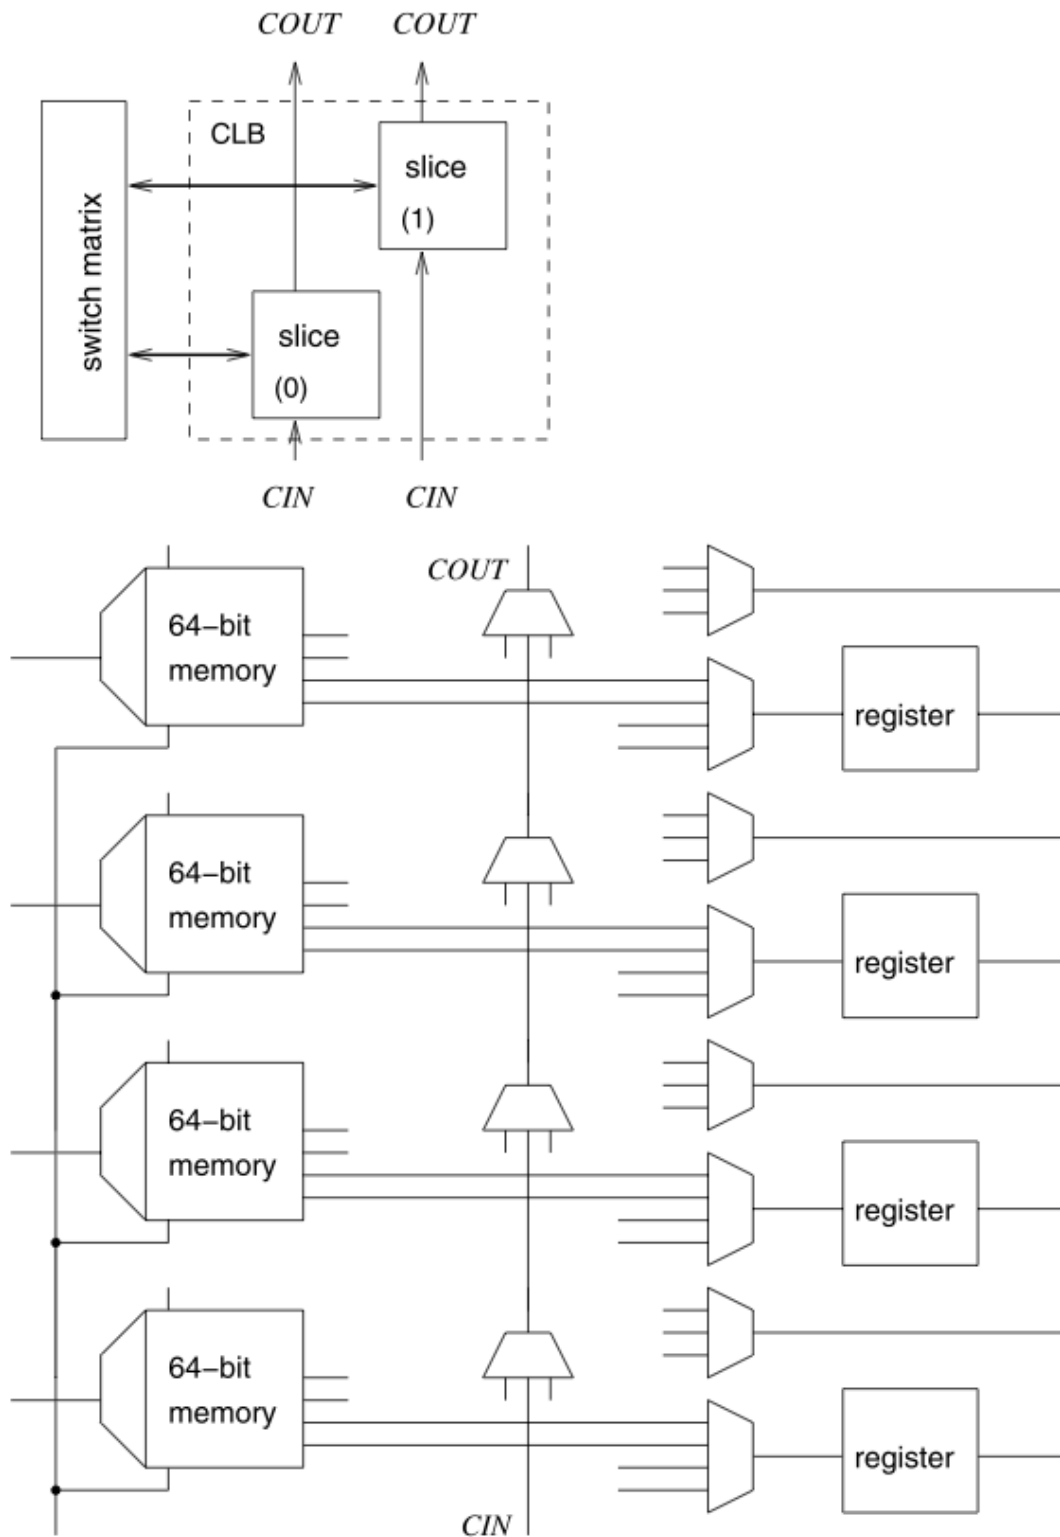 COUT COUT
CLB
slice
(1)
switch matrix
slice
(0)
CIN CIN
COUT
64-bit
memory
register
64-bit
memory
register
64-bit
memory
register
64-bit
memory
register
CIN